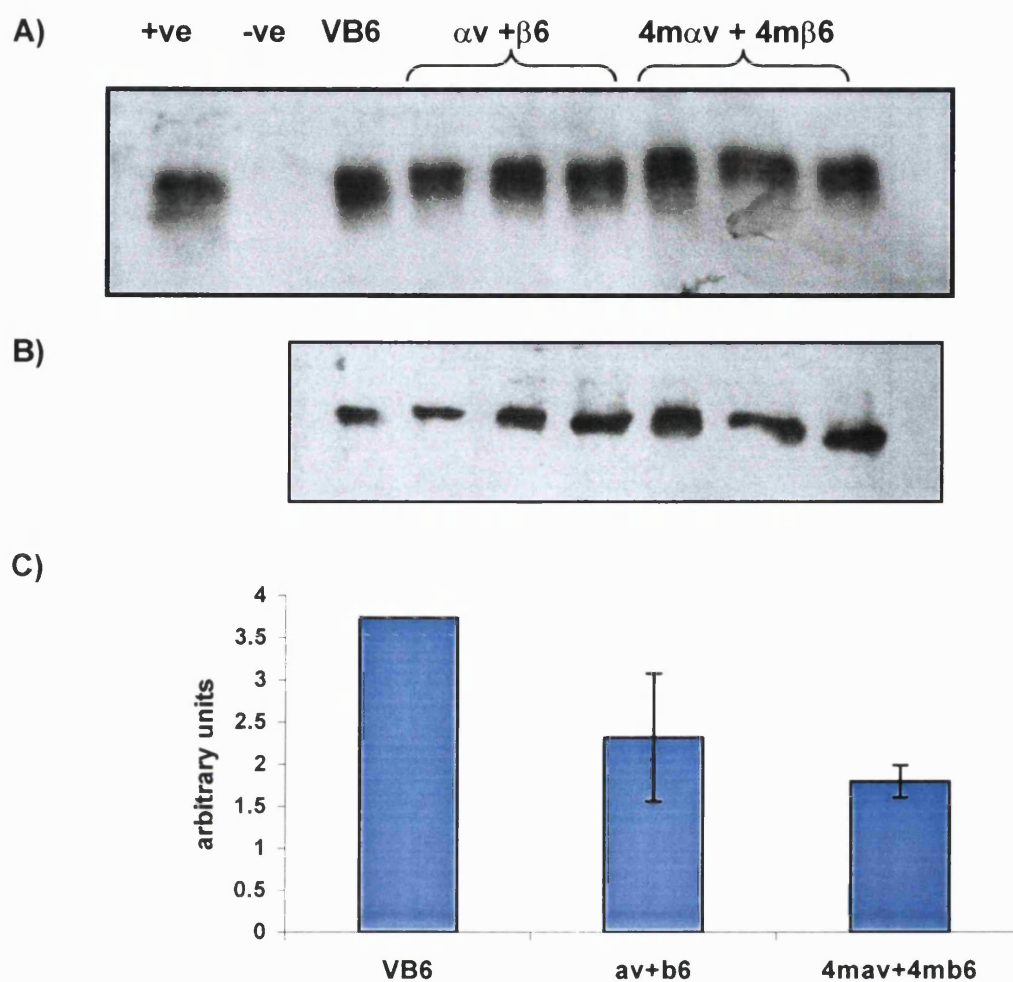 A) +ve -ve VB6 αv +β6 4mαv + 4mβ6
B)
C)
4
3.5
3
2.5
2
1.5
1
0.5
0
arbitrary units
VB6 av+b6 4mav+4mb6